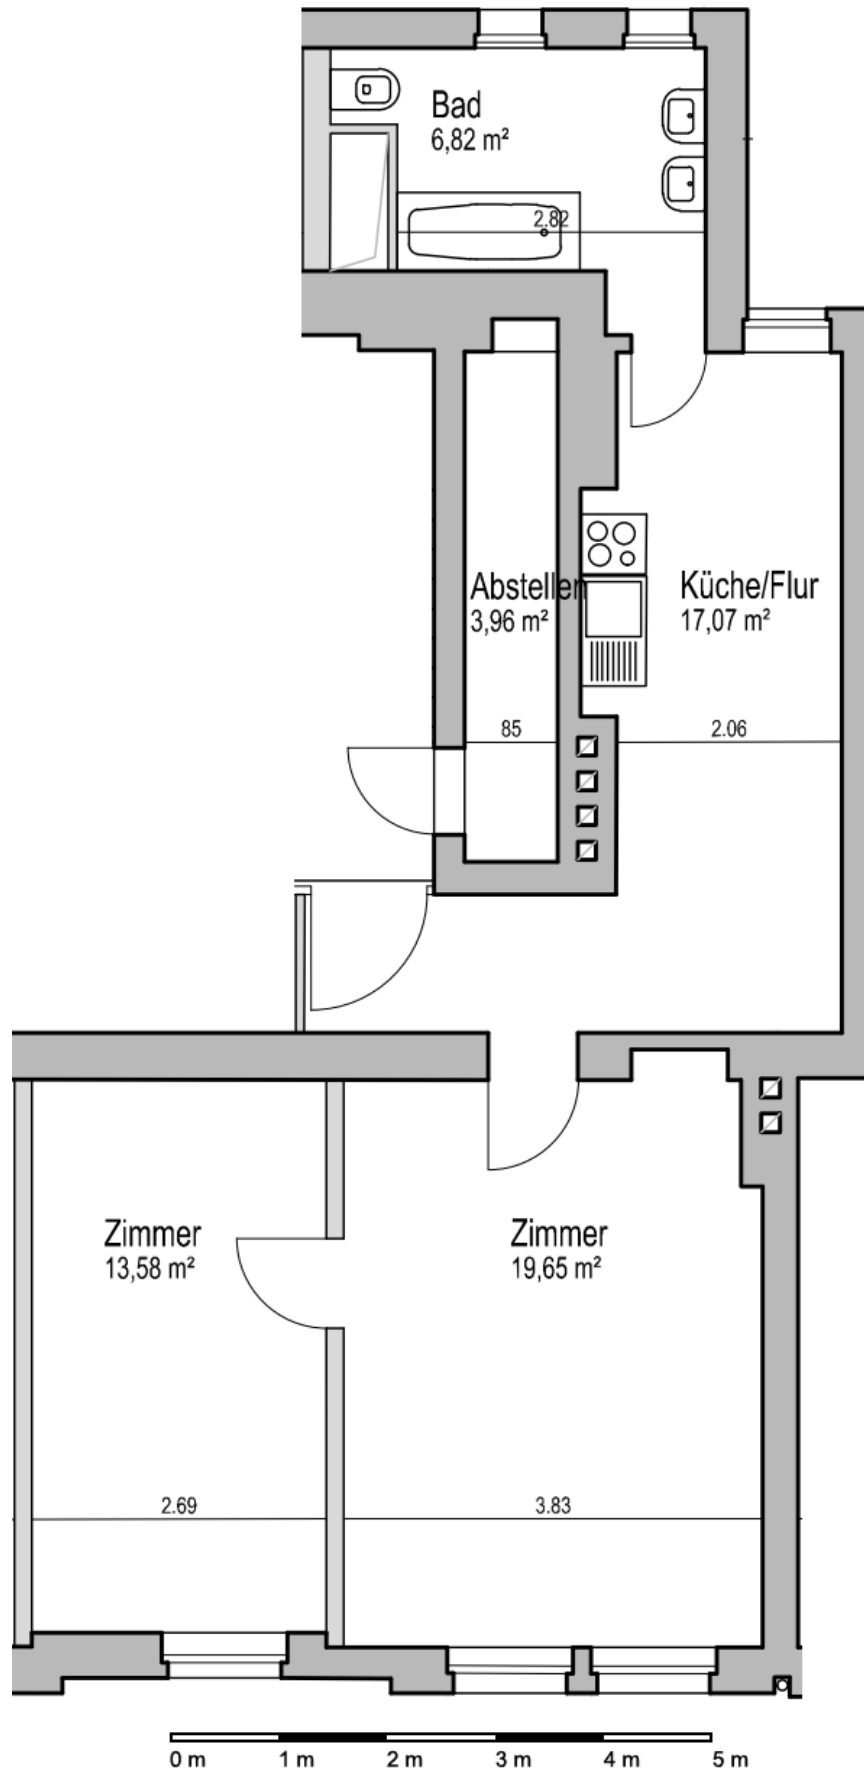 Bad
6,82 m²
2.82
Abstellen
3,96 m²
Küche/Flur
17,07 m²
85
2.06
Zimmer
13,58 m²
Zimmer
19,65 m²
2.69
3.83
0 m 1 m 2 m 3 m 4 m 5 m